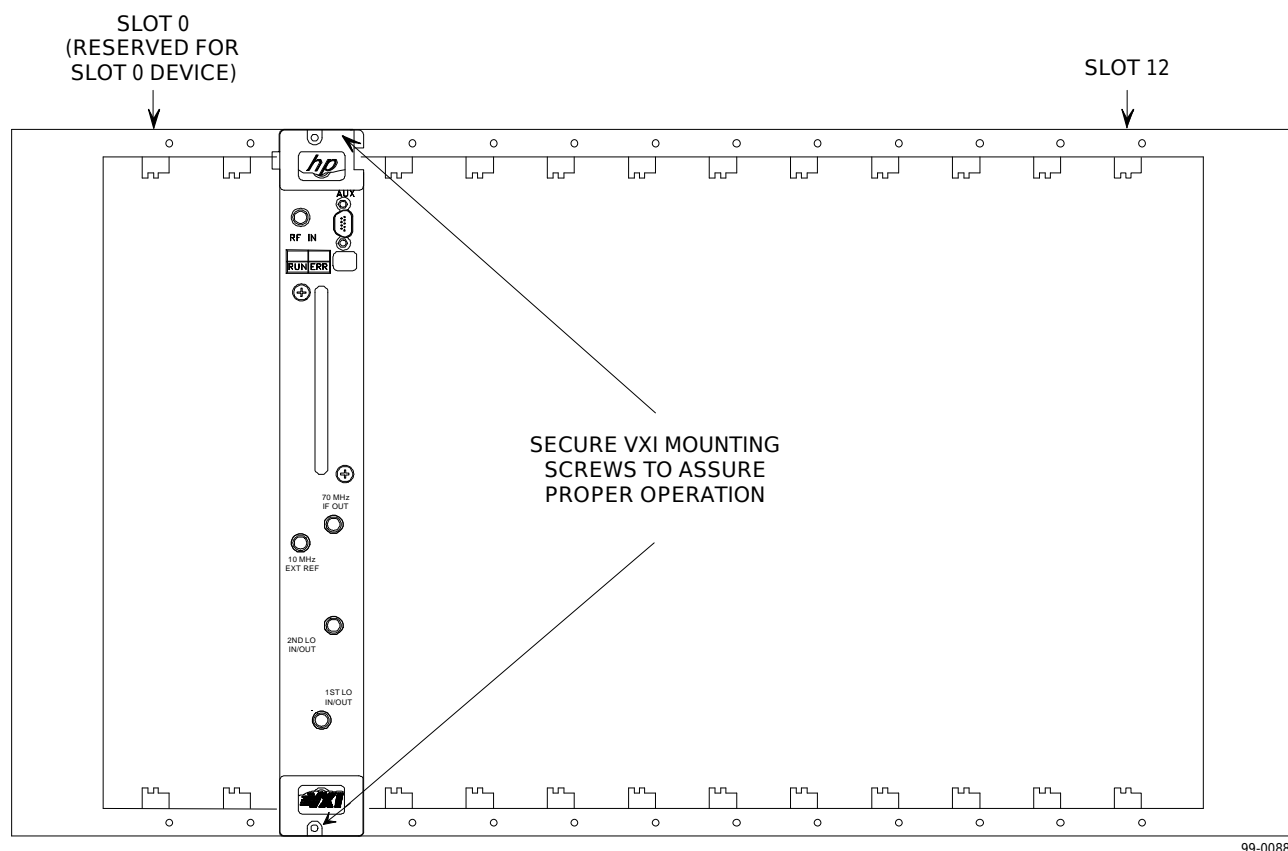 SLOT 0
(RESERVED FOR
SLOT 0 DEVICE)
SLOT 12
hp
AUX
RF IN
RUN ERR
SECURE VXI MOUNTING
SCREWS TO ASSURE
PROPER OPERATION
70 MHz
IF OUT
10 MHz
EXT REF
2ND LO
IN/OUT
1ST LO
IN/OUT
VXI